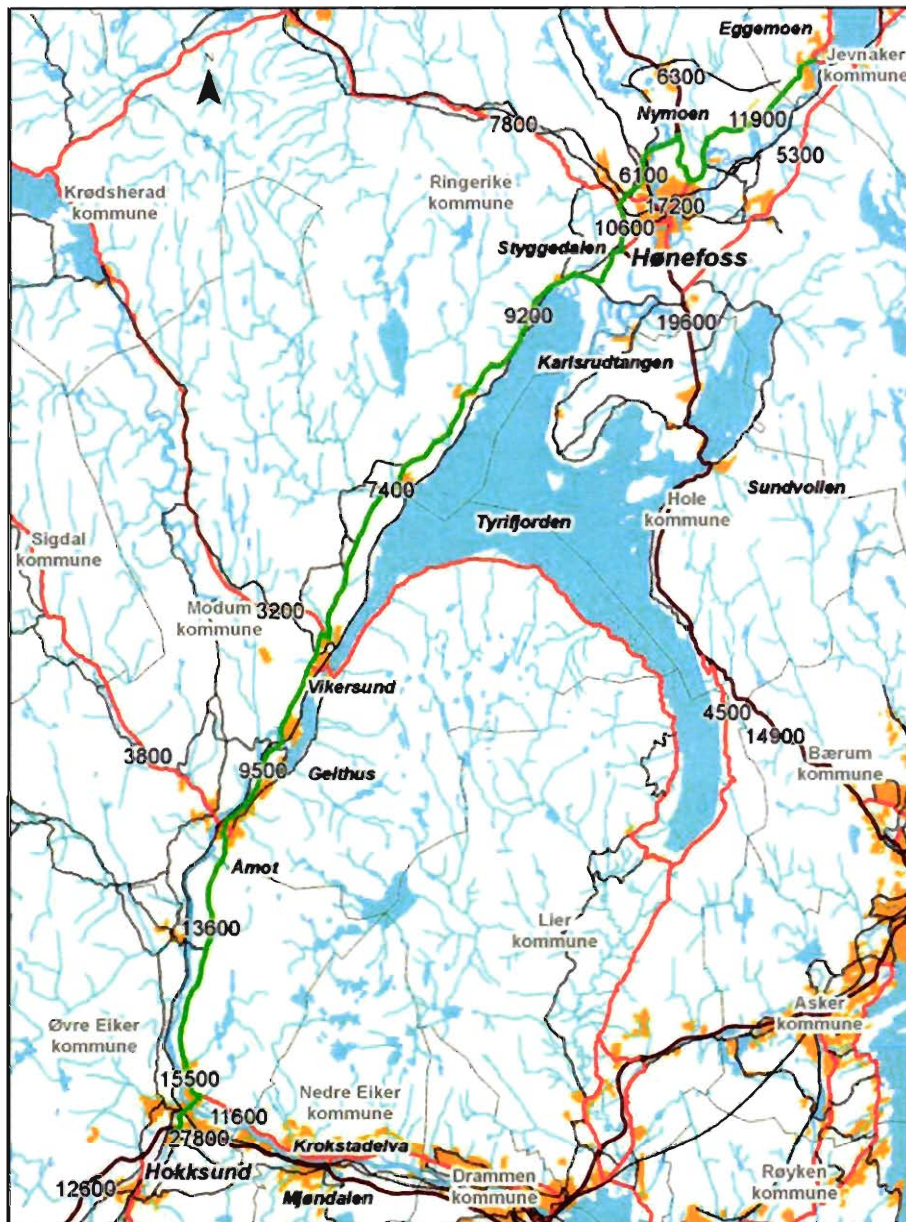 Eggemoen
Jevnaker
kommune
6300
Nymoen
11900
7800
5300
6100
Ringerike
kommune
Krødsherad
kommune
17200
10600
Styggedalen
Hønefoss
9200
19600
Karlsrudtangen
7400
Sundvollen
Hole
kommune
Tyrifjorden
Sigdal
kommune
Modum
kommune
3200
Vikersund
4500
14900
3800
Bærum
kommune
9500
Geithus
Åmot
13600
Lier
kommune
Asker
kommune
Øvre Eiker
kommune
15500
Nedre Eiker
kommune
11600
27800
Krokstadelva
Hokksund
12600
Mjøndalen
Drammen
kommune
Røyken
kommune